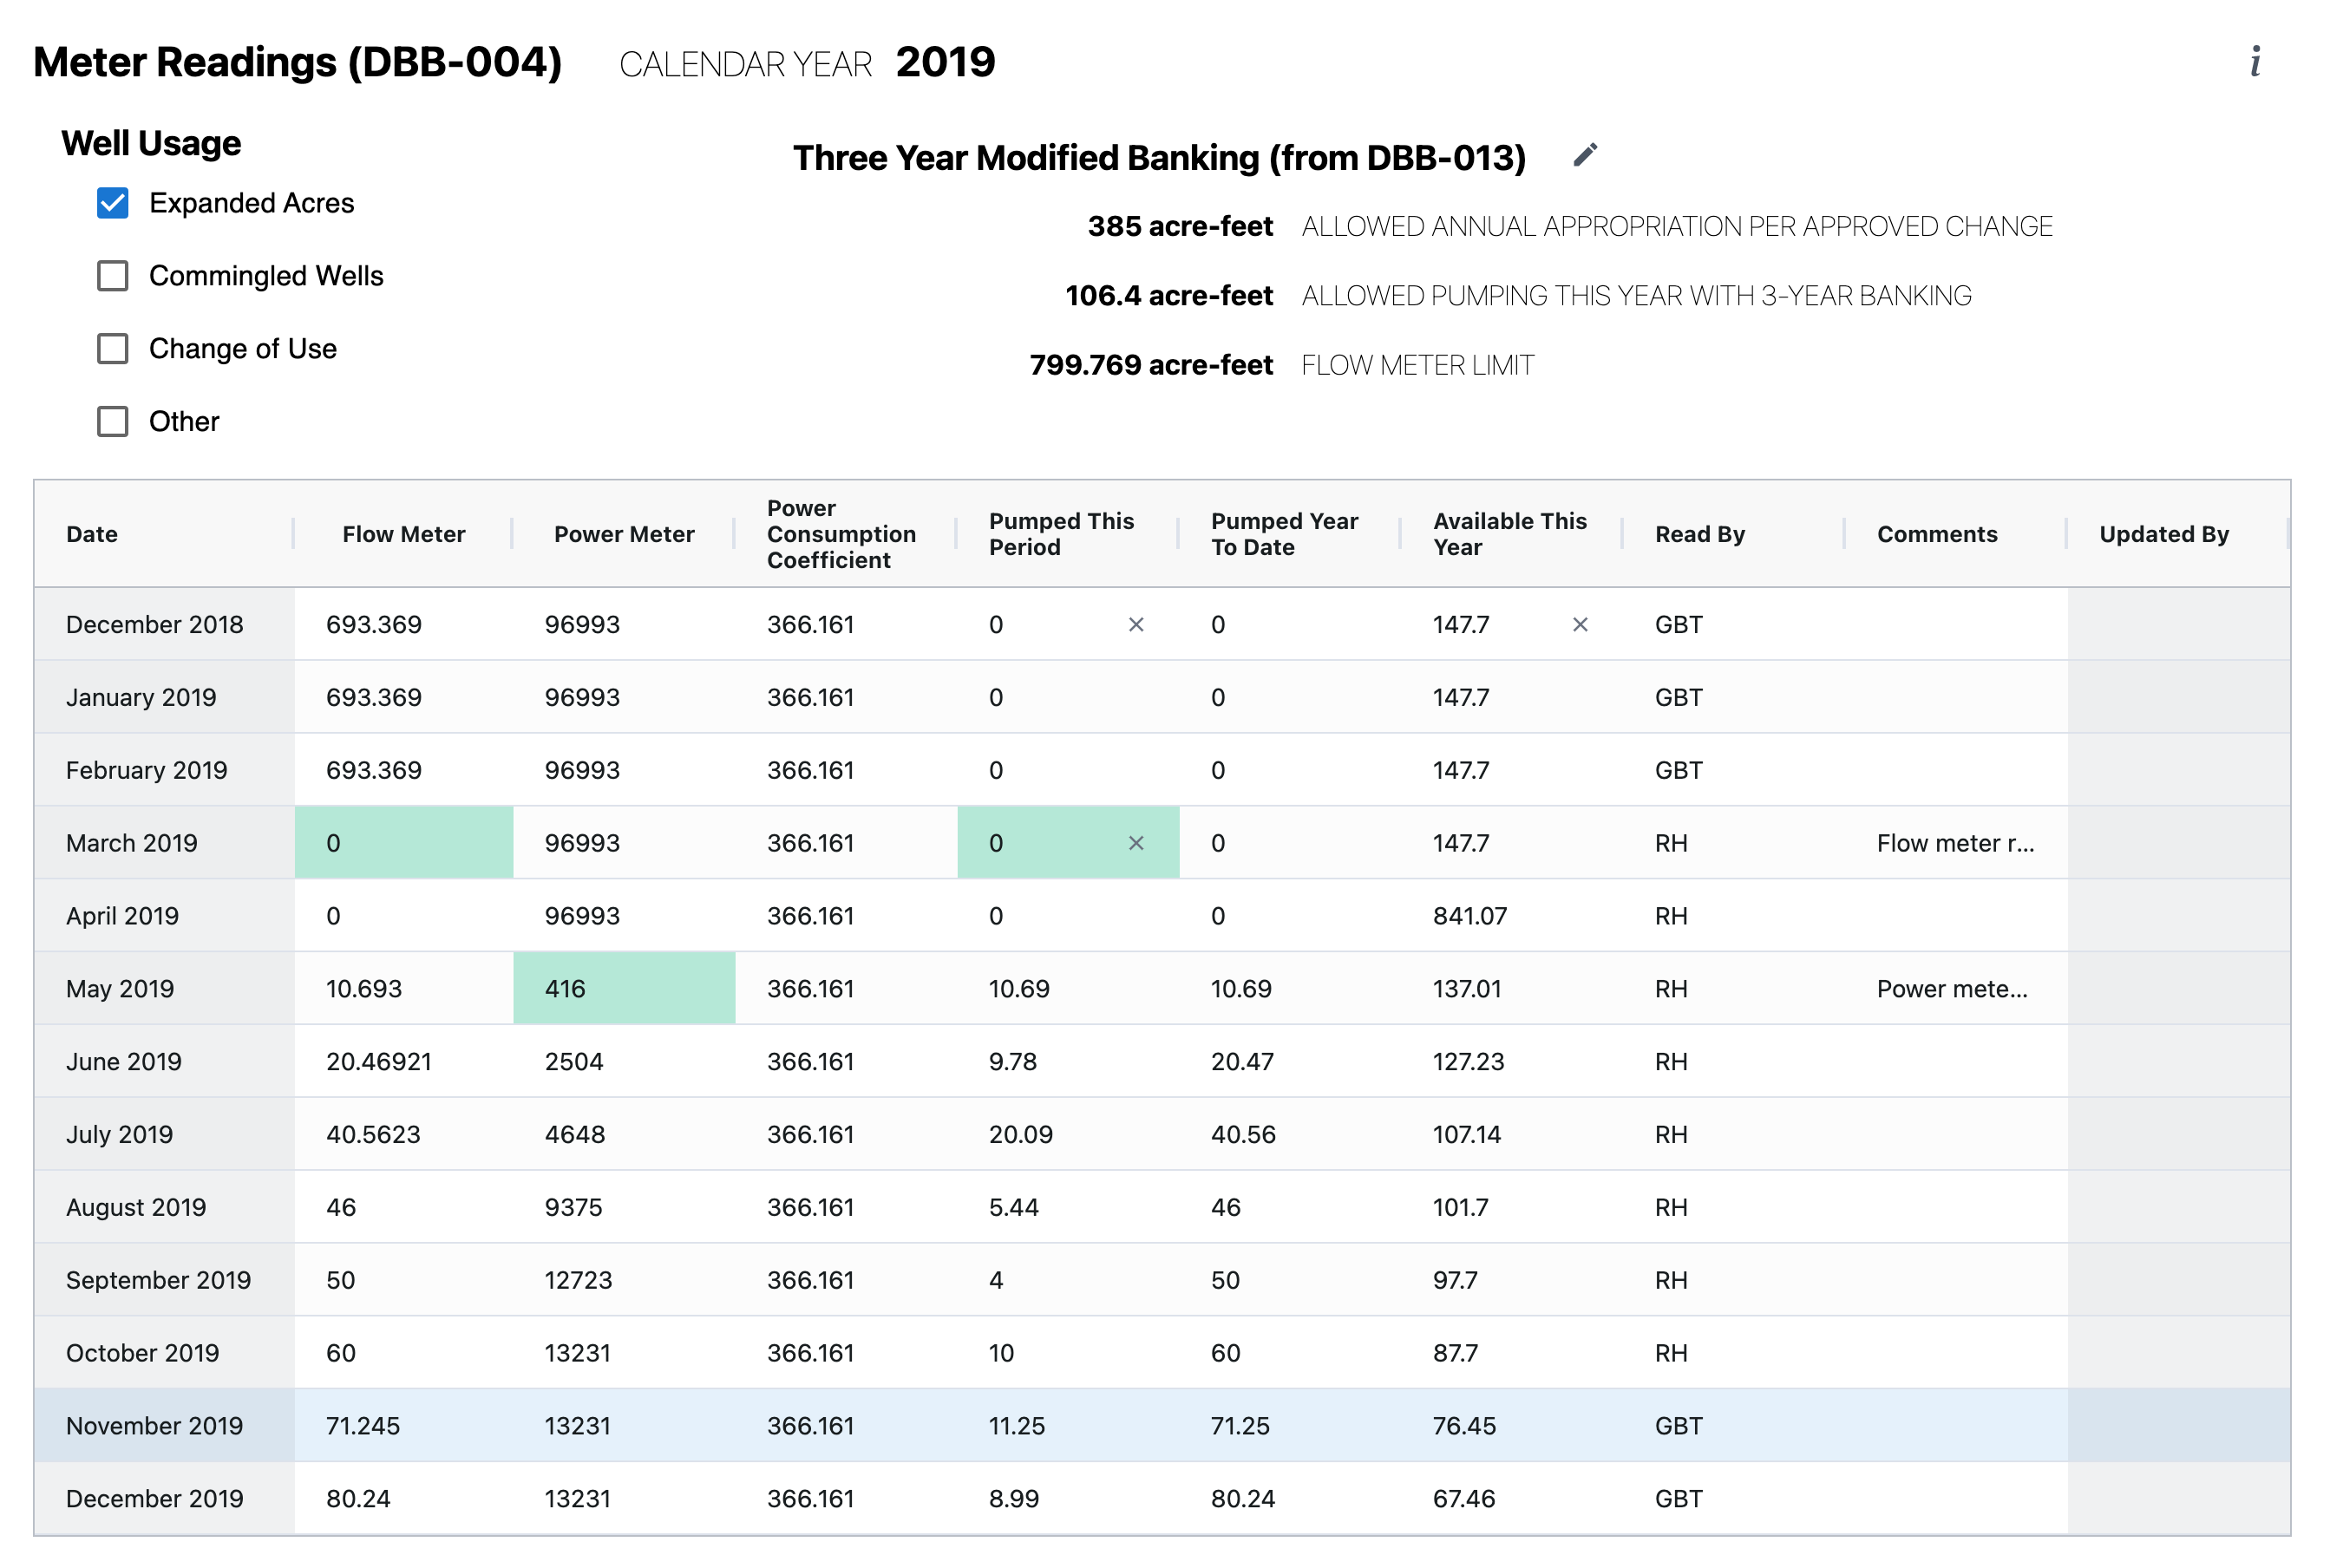 Meter Readings (DBB-004) CALENDAR YEAR 2019 i
Well Usage
Expanded Acres
Commingled Wells
Change of Use
Other
Three Year Modified Banking (from DBB-013)
385 acre-feet ALLOWED ANNUAL APPROPRIATION PER APPROVED CHANGE
106.4 acre-feet ALLOWED PUMPING THIS YEAR WITH 3-YEAR BANKING
799.769 acre-feet FLOW METER LIMIT
Date Flow Meter Power Meter Power Consumption Coefficient Pumped This Period Pumped Year To Date Available This Year Read By Comments Updated By
December 2018 693.369 96993 366.161 0 × 0 147.7 × GBT
January 2019 693.369 96993 366.161 0 0 147.7 GBT
February 2019 693.369 96993 366.161 0 0 147.7 GBT
March 2019 0 96993 366.161 0 × 0 147.7 RH Flow meter r...
April 2019 0 96993 366.161 0 0 841.07 RH
May 2019 10.693 416 366.161 10.69 10.69 137.01 RH Power mete...
June 2019 20.46921 2504 366.161 9.78 20.47 127.23 RH
July 2019 40.5623 4648 366.161 20.09 40.56 107.14 RH
August 2019 46 9375 366.161 5.44 46 101.7 RH
September 2019 50 12723 366.161 4 50 97.7 RH
October 2019 60 13231 366.161 10 60 87.7 RH
November 2019 71.245 13231 366.161 11.25 71.25 76.45 GBT
December 2019 80.24 13231 366.161 8.99 80.24 67.46 GBT